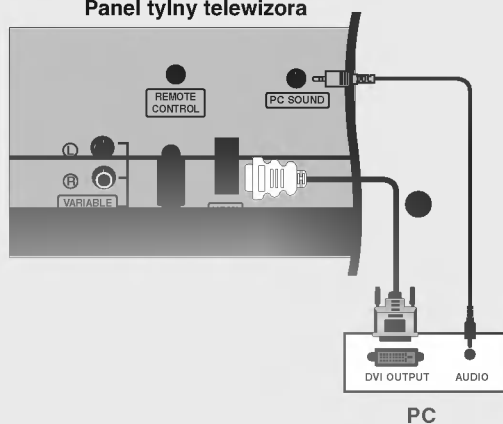 Panel tylny telewizora
REMOTE
CONTROL
PC SOUND
L
R
VARIABLE
DVI OUTPUT
AUDIO
PC